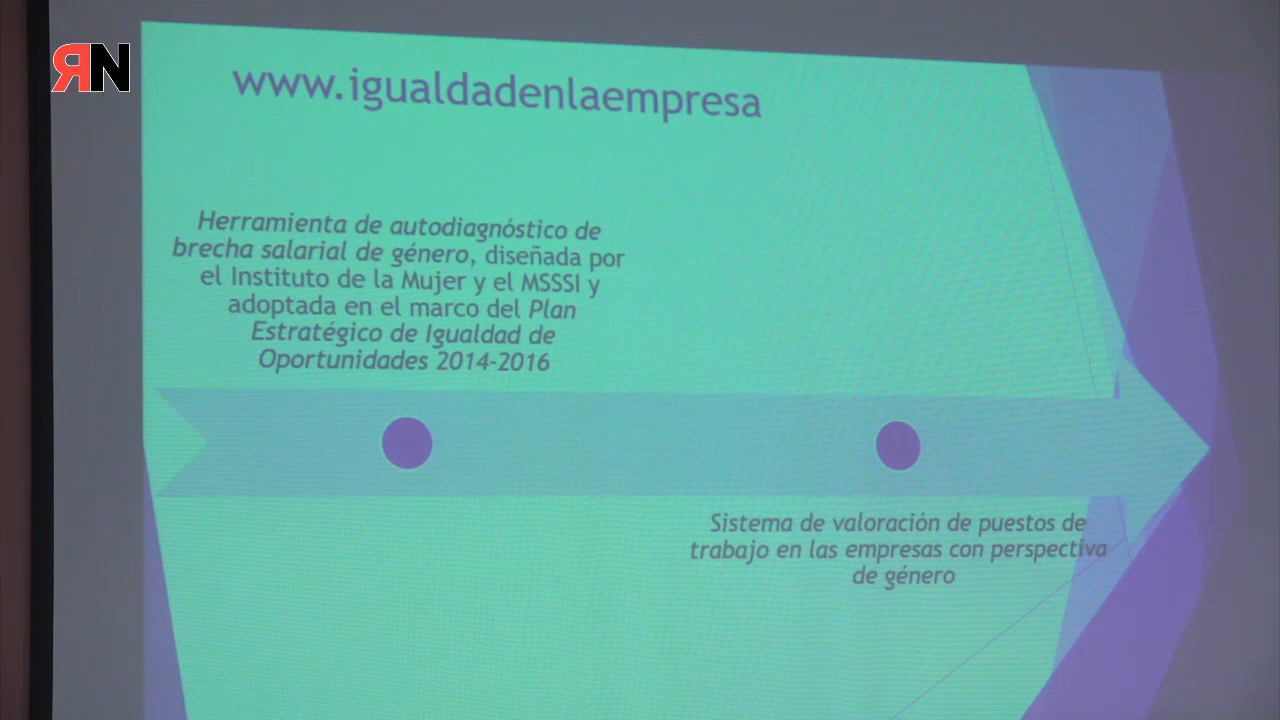 RN
www.igualdadenlaempresa
Herramienta de autodiagnóstico de
brecha salarial de género, diseñada por
el Instituto de la Mujer y el MSSSI y
adoptada en el marco del Plan
Estratégico de Igualdad de
Oportunidades 2014-2016
Sistema de valoración de puestos de
trabajo en las empresas con perspectiva
de género